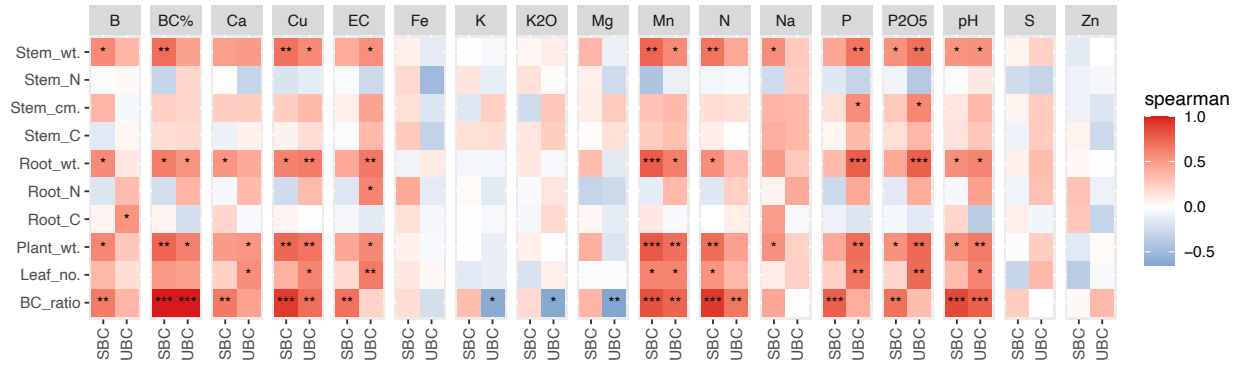 B BC% Ca Cu EC Fe K K2O Mg Mn N Na P P2O5 pH S Zn
Stem_wt. * ** ** * * ** * ** * ** * ** * *
Stem_N
Stem_cm. * *
Stem_C
Root_wt. * * * * * ** ** *** * * *** *** * *
Root_N *
Root_C *
Plant_wt. * ** * * ** ** * *** ** ** * ** * ** * **
Leaf_no. * * ** * * * ** ** *
BC_ratio ** *** *** ** *** ** ** * * ** *** ** *** ** *** ** *** ***
SBC UBC SBC UBC SBC UBC SBC UBC SBC UBC SBC UBC SBC UBC SBC UBC SBC UBC SBC UBC SBC UBC SBC UBC SBC UBC SBC UBC SBC UBC SBC UBC SBC UBC
spearman
1.0
0.5
0.0
−0.5